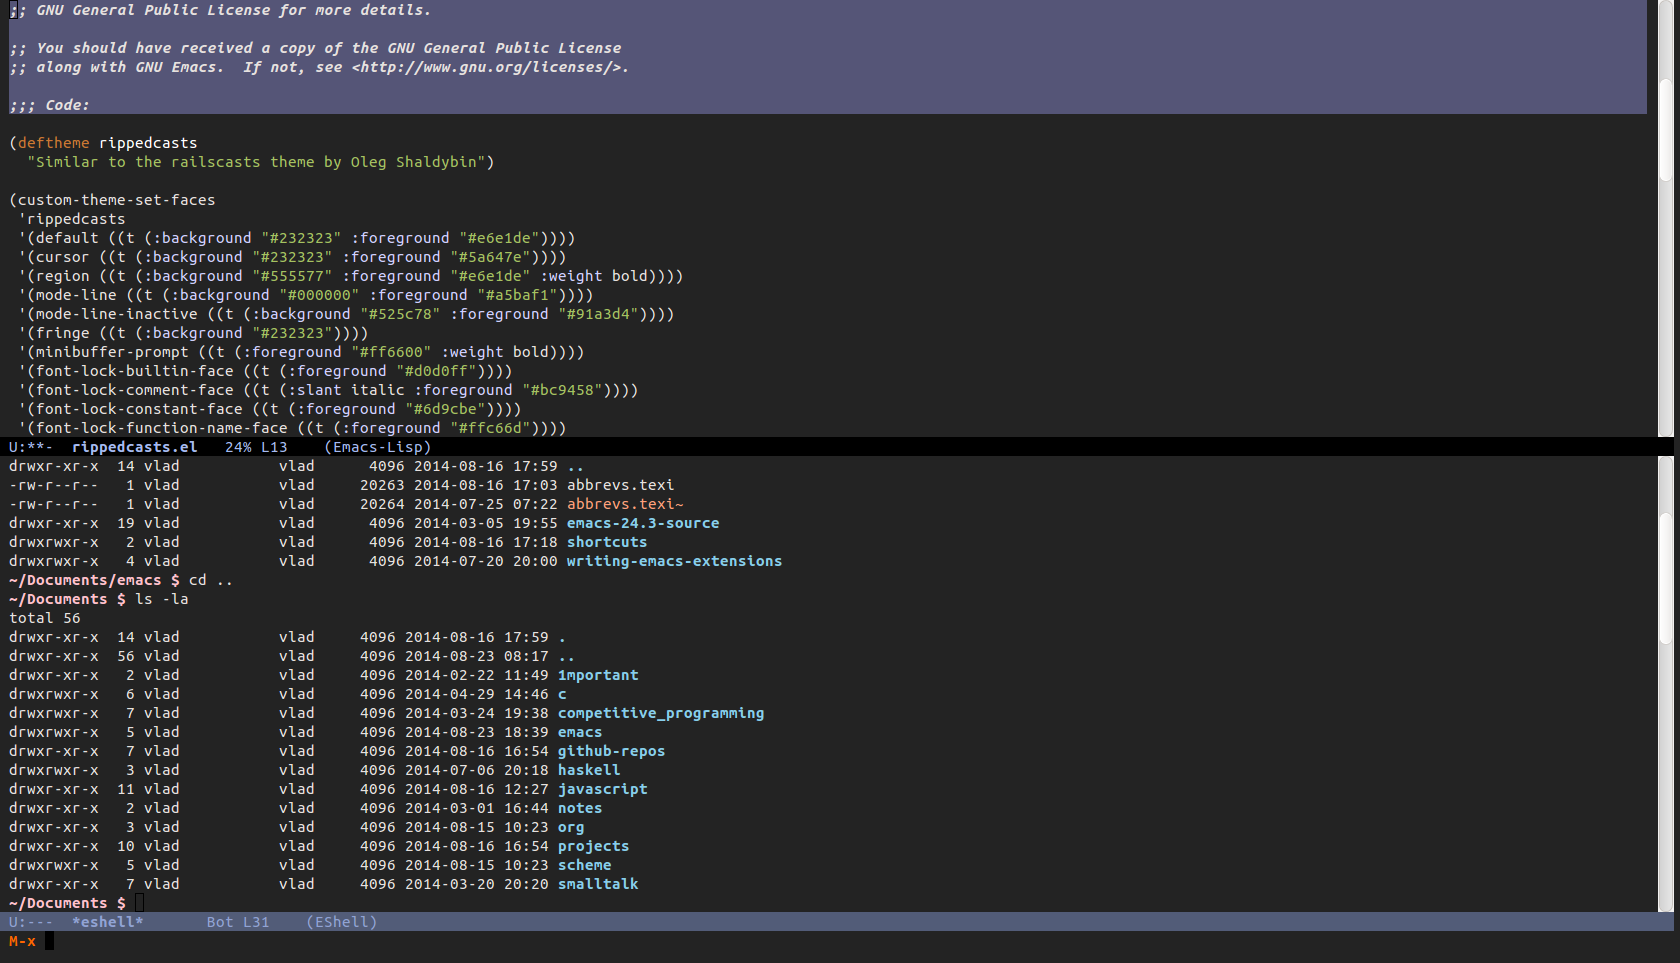 ;; GNU General Public License for more details.
;; You should have received a copy of the GNU General Public License
;; along with GNU Emacs.  If not, see <http://www.gnu.org/licenses/>.
;;; Code:
(deftheme rippedcasts
  "Similar to the railscasts theme by Oleg Shaldybin")
(custom-theme-set-faces
 'rippedcasts
 '(default ((t (:background "#232323" :foreground "#e6e1de"))))
 '(cursor ((t (:background "#232323" :foreground "#5a647e"))))
 '(region ((t (:background "#555577" :foreground "#e6e1de" :weight bold))))
 '(mode-line ((t (:background "#000000" :foreground "#a5baf1"))))
 '(mode-line-inactive ((t (:background "#525c78" :foreground "#91a3d4"))))
 '(fringe ((t (:background "#232323"))))
 '(minibuffer-prompt ((t (:foreground "#ff6600" :weight bold))))
 '(font-lock-builtin-face ((t (:foreground "#d0d0ff"))))
 '(font-lock-comment-face ((t (:slant italic :foreground "#bc9458"))))
 '(font-lock-constant-face ((t (:foreground "#6d9cbe"))))
 '(font-lock-function-name-face ((t (:foreground "#ffc66d"))))
U:**-  rippedcasts.el   24% L13    (Emacs-Lisp)
drwxr-xr-x  14 vlad           vlad      4096 2014-08-16 17:59 ..
-rw-r--r--   1 vlad           vlad     20263 2014-08-16 17:03 abbrevs.texi
-rw-r--r--   1 vlad           vlad     20264 2014-07-25 07:22 abbrevs.texi~
drwxr-xr-x  19 vlad           vlad      4096 2014-03-05 19:55 emacs-24.3-source
drwxrwxr-x   2 vlad           vlad      4096 2014-08-16 17:18 shortcuts
drwxrwxr-x   4 vlad           vlad      4096 2014-07-20 20:00 writing-emacs-extensions
~/Documents/emacs $ cd ..
~/Documents $ ls -la
total 56
drwxr-xr-x  14 vlad           vlad     4096 2014-08-16 17:59 .
drwxr-xr-x  56 vlad           vlad     4096 2014-08-23 08:17 ..
drwxr-xr-x   2 vlad           vlad     4096 2014-02-22 11:49 1mportant
drwxrwxr-x   6 vlad           vlad     4096 2014-04-29 14:46 c
drwxrwxr-x   7 vlad           vlad     4096 2014-03-24 19:38 competitive_programming
drwxrwxr-x   5 vlad           vlad     4096 2014-08-23 18:39 emacs
drwxrwxr-x   7 vlad           vlad     4096 2014-08-16 16:54 github-repos
drwxrwxr-x   3 vlad           vlad     4096 2014-07-06 20:18 haskell
drwxrwxr-x  11 vlad           vlad     4096 2014-08-16 12:27 javascript
drwxr-xr-x   2 vlad           vlad     4096 2014-03-01 16:44 notes
drwxr-xr-x   3 vlad           vlad     4096 2014-08-15 10:23 org
drwxr-xr-x  10 vlad           vlad     4096 2014-08-16 16:54 projects
drwxrwxr-x   5 vlad           vlad     4096 2014-08-15 10:23 scheme
drwxr-xr-x   7 vlad           vlad     4096 2014-03-20 20:20 smalltalk
~/Documents $
U:---  *eshell*       Bot L31    (EShell)
M-x